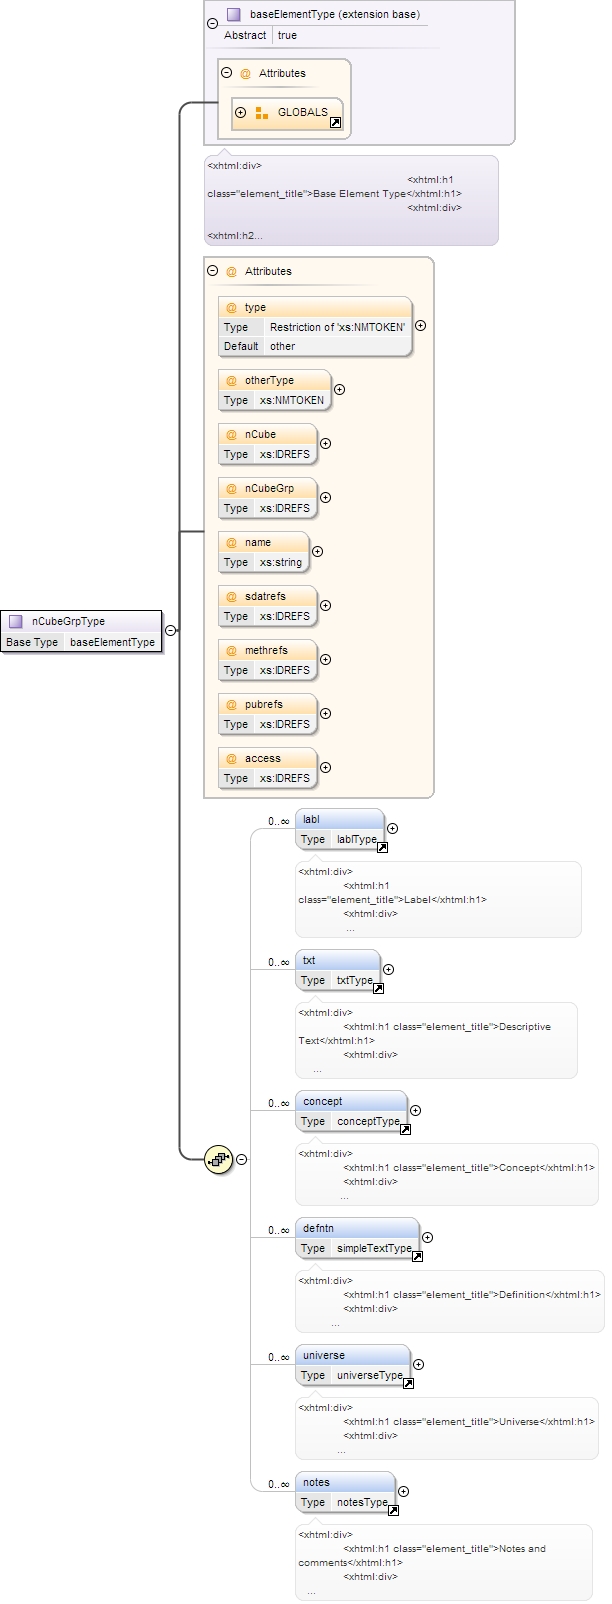 baseElementType (extension base)
Abstract true
@ Attributes
GLOBALS
<xhtml:div>
<xhtml:h1
class="element_title">Base Element Type</xhtml:h1>
<xhtml:div>
<xhtml:h2...
@ Attributes
@ type
Type Restriction of 'xs:NMTOKEN'
Default other
@ otherType
Type xs:NMTOKEN
@ nCube
Type xs:IDREFS
@ nCubeGrp
Type xs:IDREFS
@ name
Type xs:string
@ sdatrefs
Type xs:IDREFS
nCubeGrpType
Base Type baseElementType
@ methrefs
Type xs:IDREFS
@ pubrefs
Type xs:IDREFS
@ access
Type xs:IDREFS
0..∞ labl
Type lablType
<xhtml:div>
<xhtml:h1
class="element_title">Label</xhtml:h1>
<xhtml:div>
...
0..∞ txt
Type txtType
<xhtml:div>
<xhtml:h1 class="element_title">Descriptive
Text</xhtml:h1>
<xhtml:div>
...
0..∞ concept
Type conceptType
<xhtml:div>
<xhtml:h1 class="element_title">Concept</xhtml:h1>
<xhtml:div>
...
0..∞ defntn
Type simpleTextType
<xhtml:div>
<xhtml:h1 class="element_title">Definition</xhtml:h1>
<xhtml:div>
...
0..∞ universe
Type universeType
<xhtml:div>
<xhtml:h1 class="element_title">Universe</xhtml:h1>
<xhtml:div>
...
0..∞ notes
Type notesType
<xhtml:div>
<xhtml:h1 class="element_title">Notes and
comments</xhtml:h1>
<xhtml:div>
...